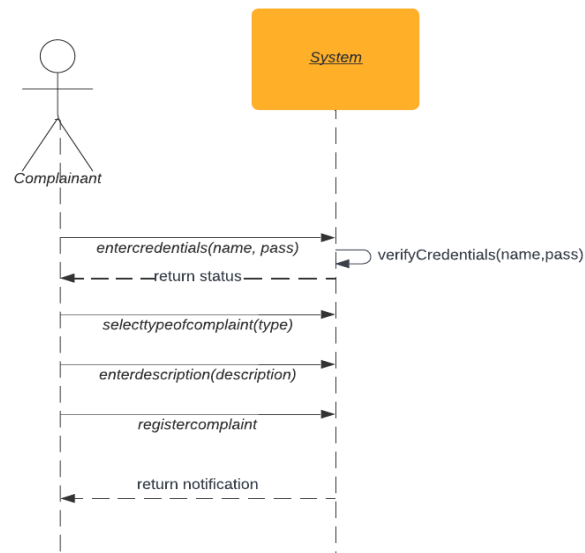 System
Complainant
entercredentials(name, pass)
verifyCredentials(name,pass)
return status
selecttypeofcomplaint(type)
enterdescription(description)
registercomplaint
return notification